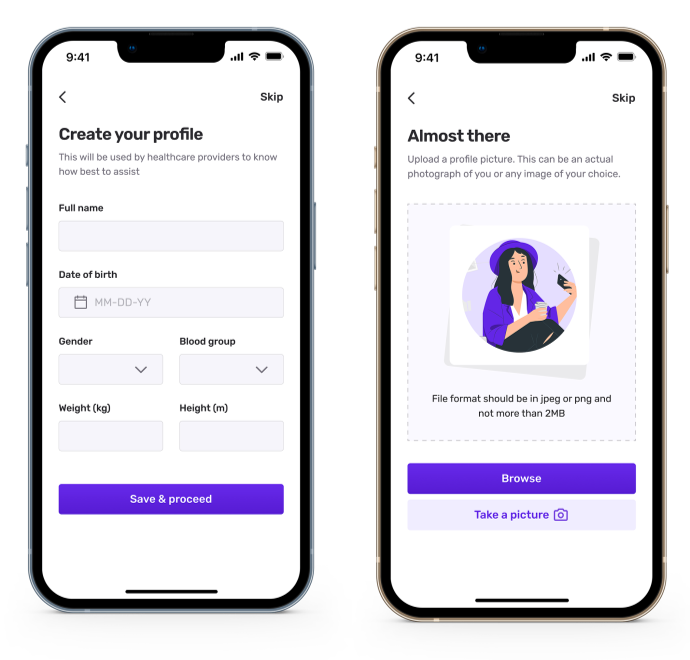 9:41
Skip
Create your profile
This will be used by healthcare providers to know
how best to assist
Full name
Date of birth
MM-DD-YY
Gender
Blood group
Weight (kg)
Height (m)
Save & proceed
9:41
Skip
Almost there
Upload a profile picture. This can be an actual
photograph of you or any image of your choice.
File format should be in jpeg or png and
not more than 2MB
Browse
Take a picture